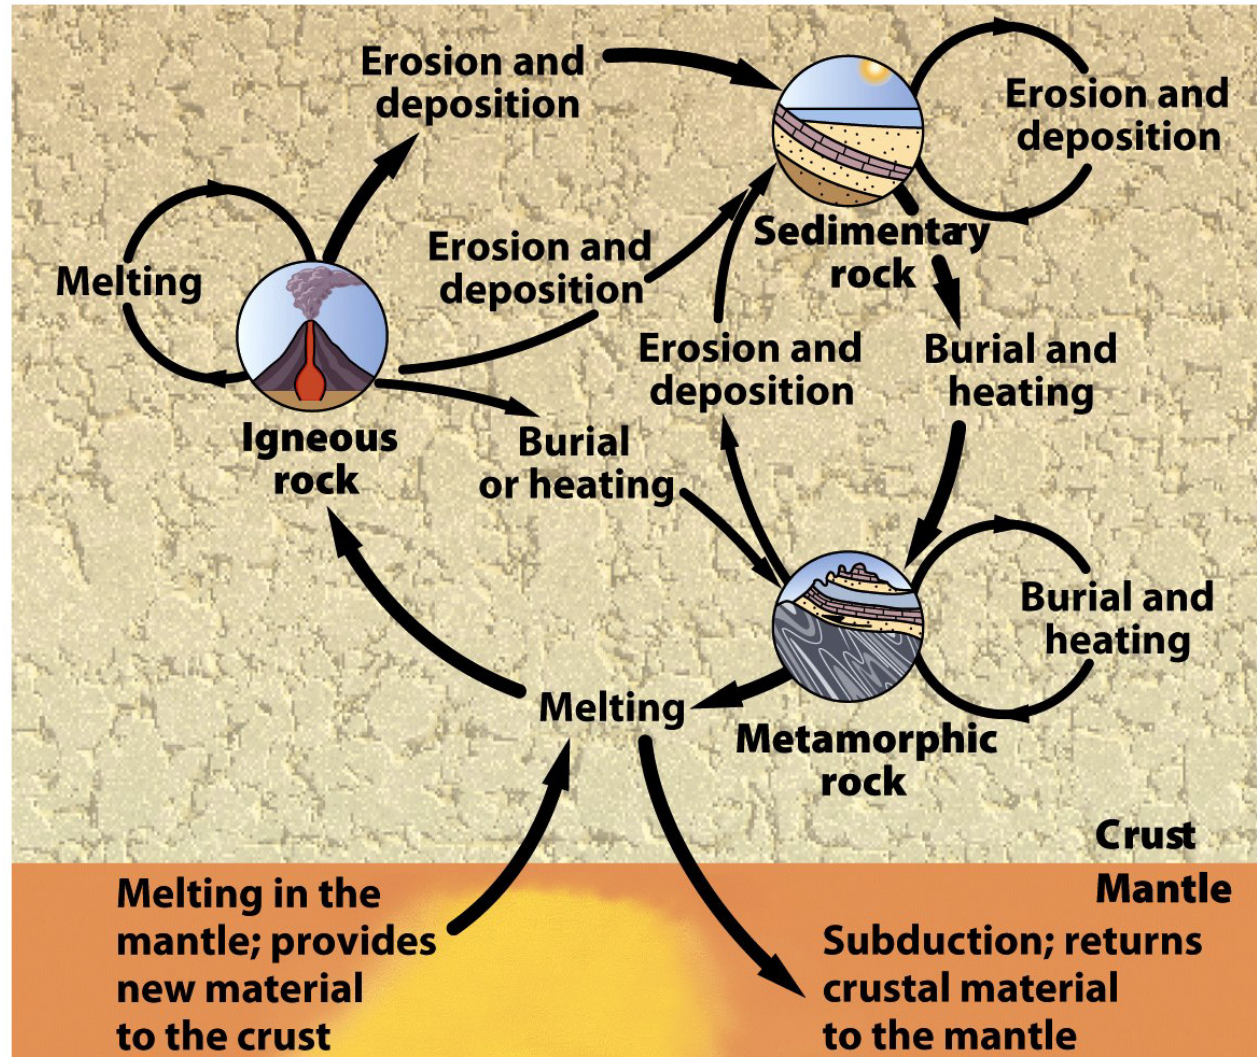 Erosion and
deposition
Erosion and
deposition
Melting
Erosion and
deposition
Sedimentary
rock
Erosion and
deposition
Burial and
heating
Igneous
rock
Burial
or heating
Burial and
heating
Melting
Metamorphic
rock
Crust
Mantle
Melting in the
mantle; provides
new material
to the crust
Subduction; returns
crustal material
to the mantle